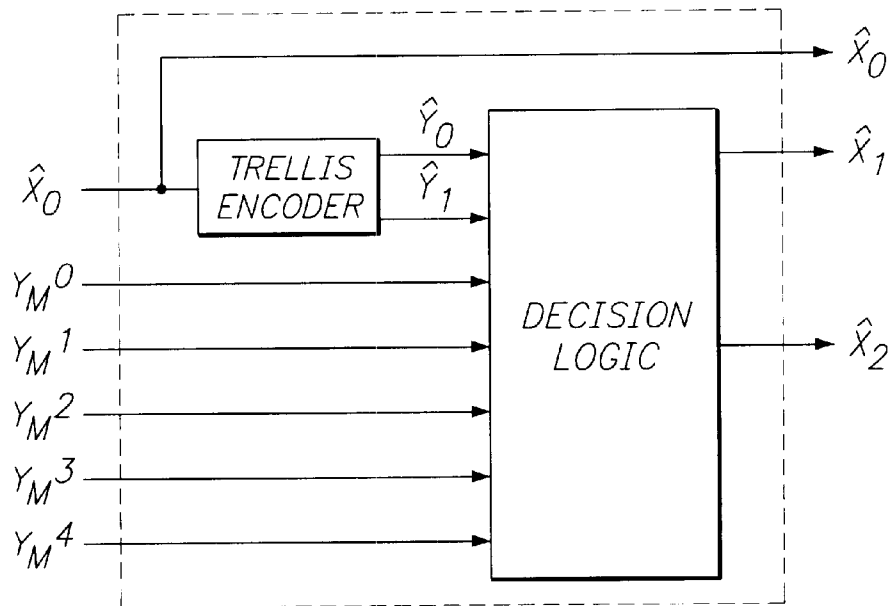 X̂0
Ŷ0
X̂1
TRELLIS
ENCODER
X̂0
Ŷ1
YM0
DECISION
LOGIC
YM1
X̂2
YM2
YM3
YM4